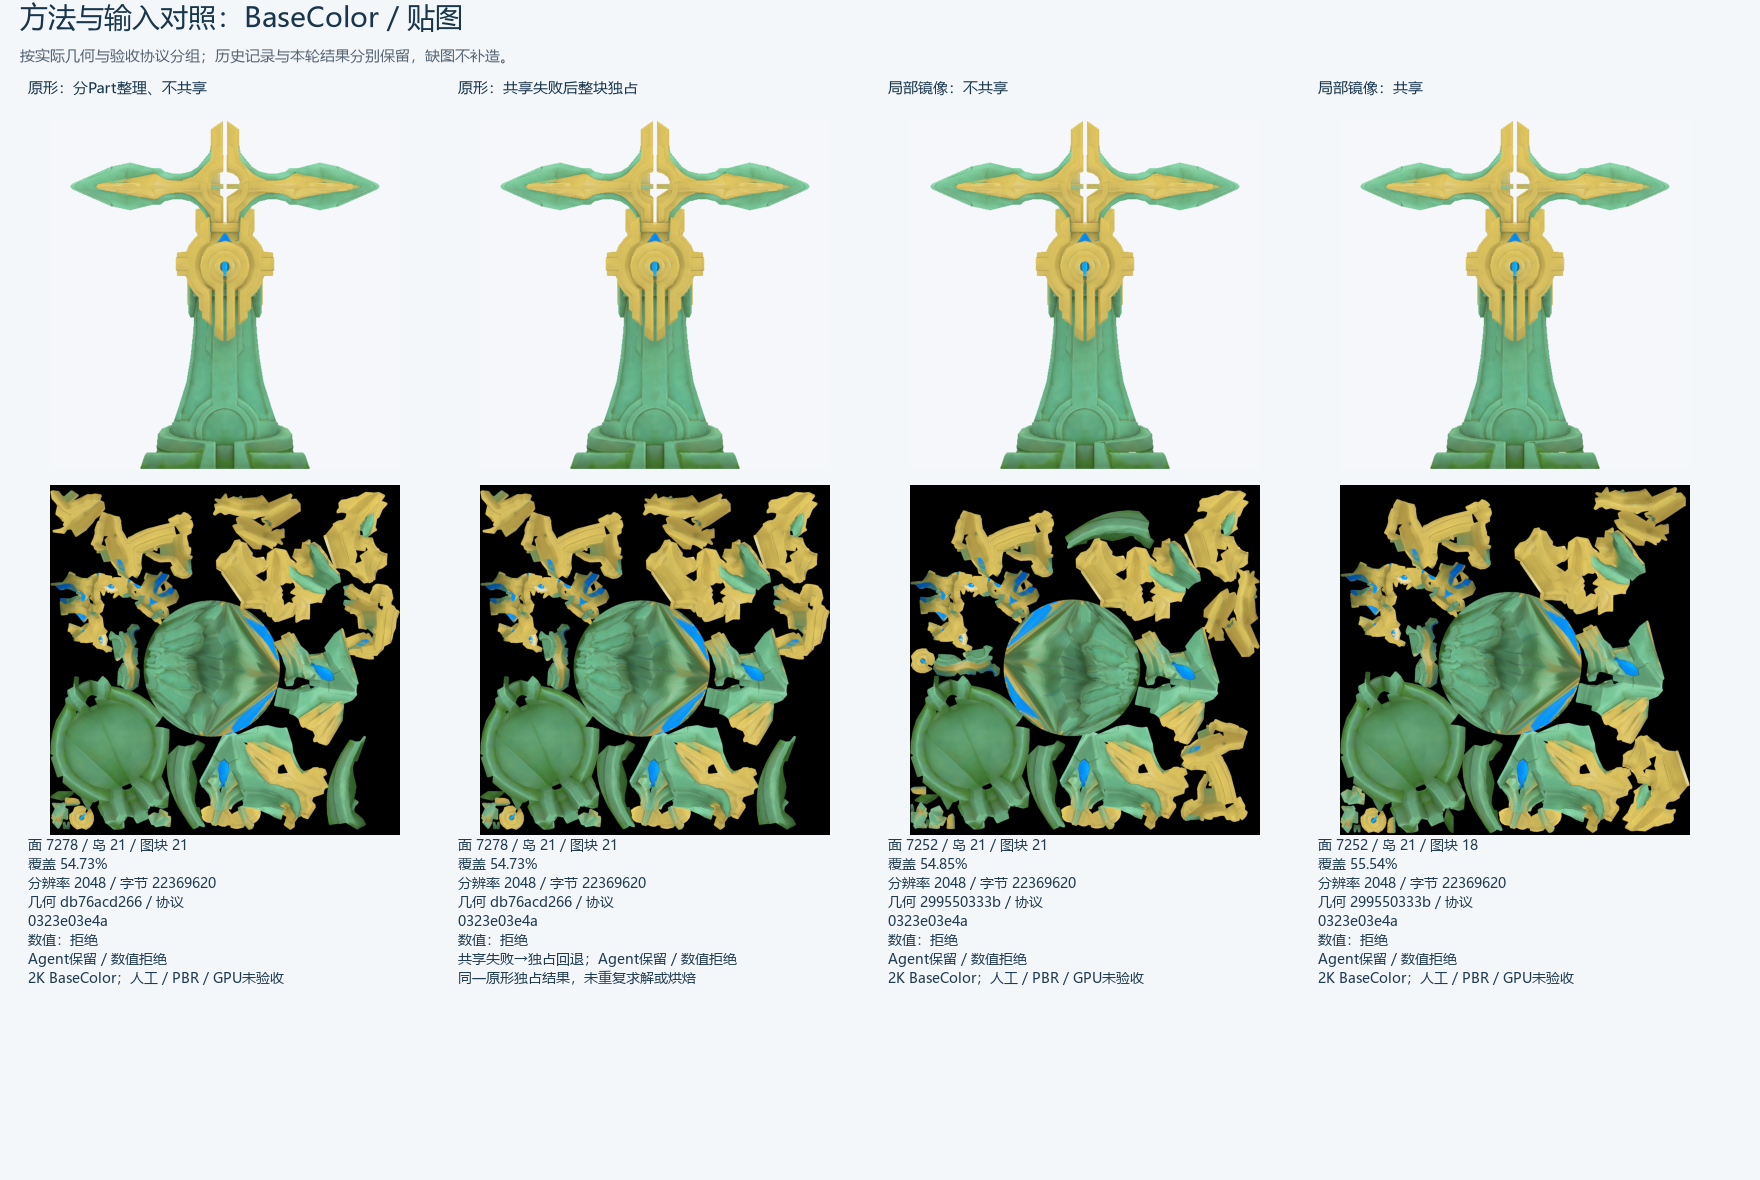 方法与输入对照：BaseColor / 贴图
按实际几何与验收协议分组；历史记录与本轮结果分别保留，缺图不补造。
原形：分Part整理、不共享
原形：共享失败后整块独占
局部镜像：不共享
局部镜像：共享
面 7278 / 岛 21 / 图块 21
覆盖 54.73%
分辨率 2048 / 字节 22369620
几何 db76acd266 / 协议
0323e03e4a
数值：拒绝
Agent保留 / 数值拒绝
2K BaseColor；人工 / PBR / GPU未验收
面 7278 / 岛 21 / 图块 21
覆盖 54.73%
分辨率 2048 / 字节 22369620
几何 db76acd266 / 协议
0323e03e4a
数值：拒绝
共享失败→独占回退；Agent保留 / 数值拒绝
同一原形独占结果，未重复求解或烘焙
面 7252 / 岛 21 / 图块 21
覆盖 54.85%
分辨率 2048 / 字节 22369620
几何 299550333b / 协议
0323e03e4a
数值：拒绝
Agent保留 / 数值拒绝
2K BaseColor；人工 / PBR / GPU未验收
面 7252 / 岛 21 / 图块 18
覆盖 55.54%
分辨率 2048 / 字节 22369620
几何 299550333b / 协议
0323e03e4a
数值：拒绝
Agent保留 / 数值拒绝
2K BaseColor；人工 / PBR / GPU未验收